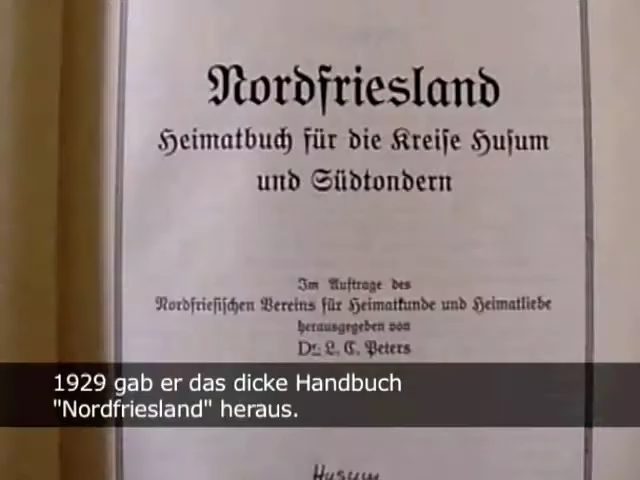 Nordfriesland
Heimatbuch für die Kreise Husum
und Südtondern
Im Auftrage des
Nordfriesischen Vereins für Heimatkunde und Heimatliebe
herausgegeben von
Dr. L. C. Peters
1929 gab er das dicke Handbuch
"Nordfriesland" heraus.
Husum